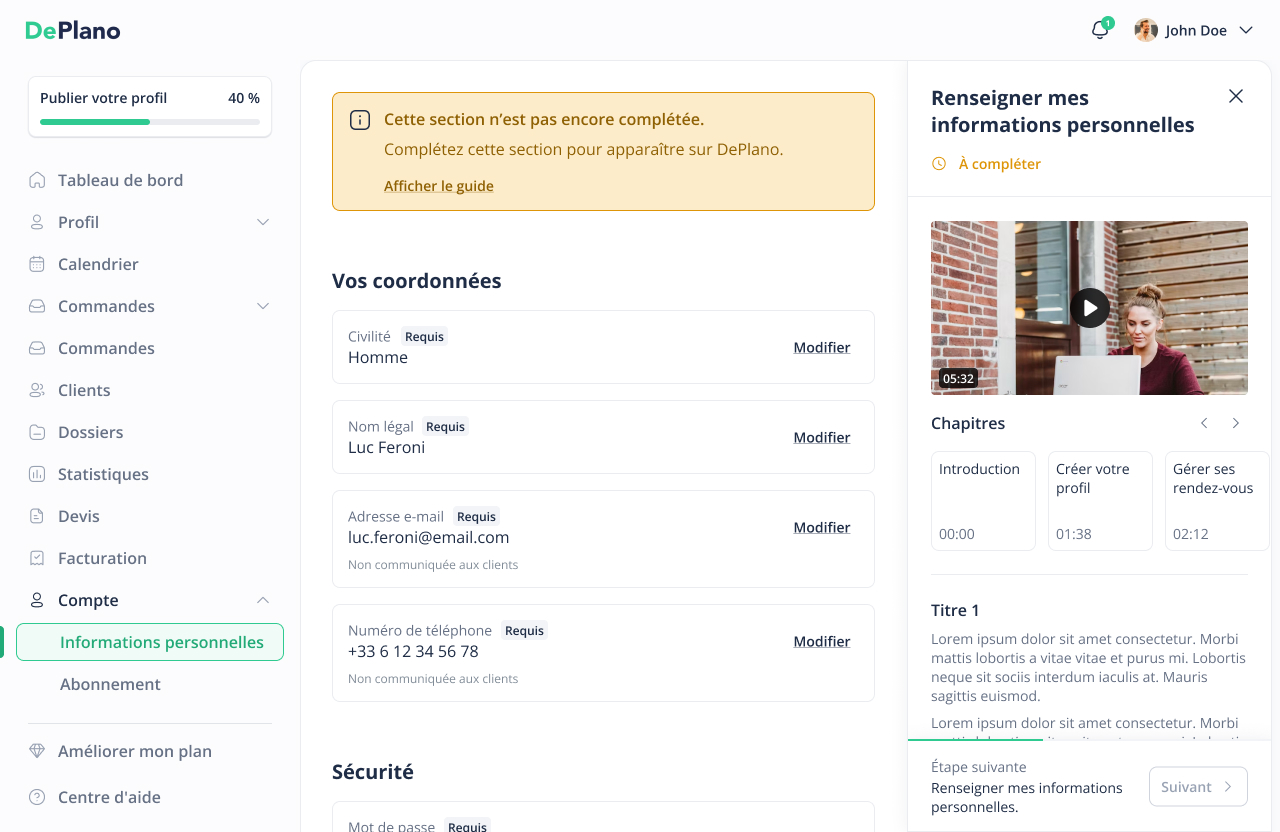 DePlano
1
John Doe
Publier votre profil
40 %
Tableau de bord
Profil
Calendrier
Commandes
Commandes
Clients
Dossiers
Statistiques
Devis
Facturation
Compte
Informations personnelles
Abonnement
Améliorer mon plan
Centre d'aide
Cette section n’est pas encore complétée.
Complétez cette section pour apparaître sur DePlano.
Afficher le guide
Vos coordonnées
Civilité Requis
Homme
Modifier
Nom légal Requis
Luc Feroni
Modifier
Adresse e-mail Requis
luc.feroni@email.com
Non communiquée aux clients
Modifier
Numéro de téléphone Requis
+33 6 12 34 56 78
Non communiquée aux clients
Modifier
Sécurité
Mot de passe Requis
Renseigner mes
informations personnelles
À compléter
05:32
Chapitres
Introduction
00:00
Créer votre
profil
01:38
Gérer ses
rendez-vous
02:12
Titre 1
Lorem ipsum dolor sit amet consectetur. Morbi
mattis lobortis a vitae vitae et purus mi. Lobortis
neque sit sociis interdum iaculis at. Mauris
sagittis euismod.
Lorem ipsum dolor sit amet consectetur. Morbi
Étape suivante
Renseigner mes informations
personnelles.
Suivant